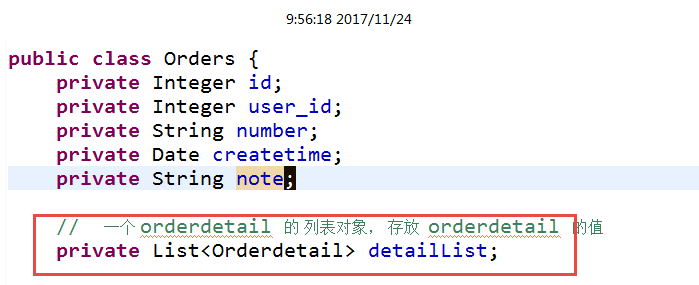 9:56:18 2017/11/24
public class Orders {
private Integer id;
private Integer user_id;
private String number;
private Date createtime;
private String note;
// 一个 orderdetail 的 列表对象， 存放 orderdetail 的值
private List<Orderdetail> detailList;